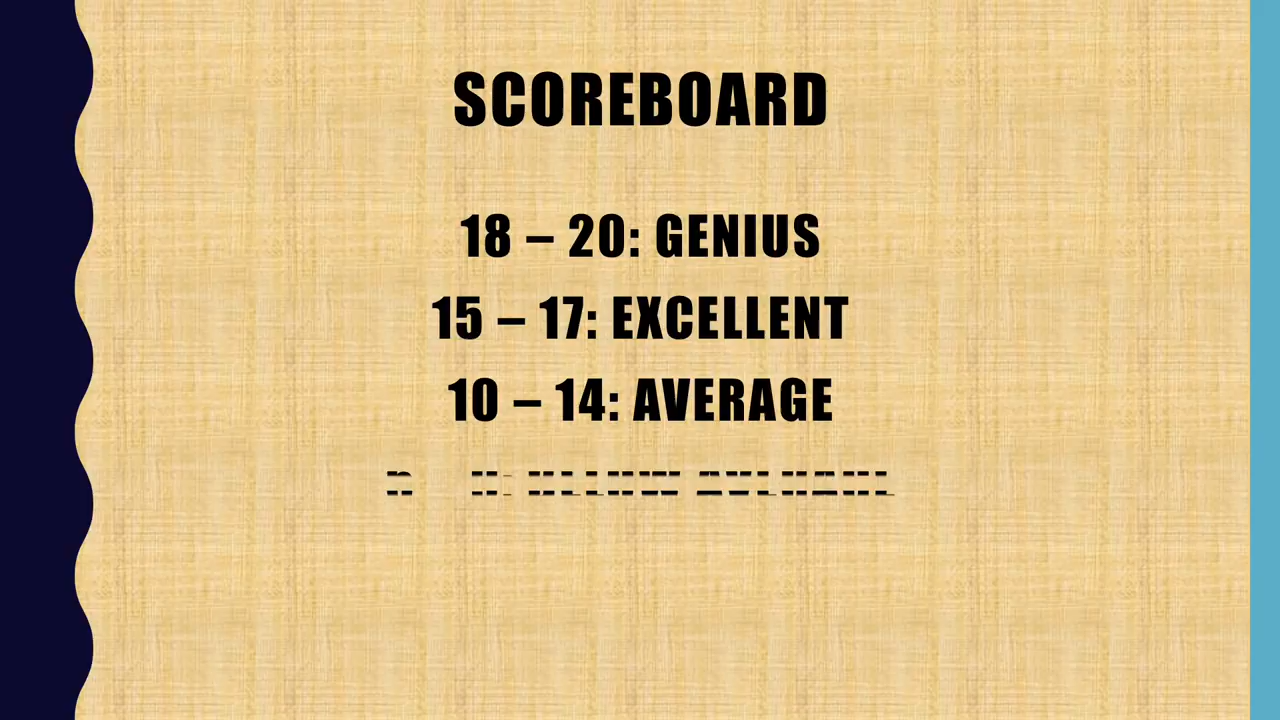 SCOREBOARD
18 – 20: GENIUS
15 – 17: EXCELLENT
10 – 14: AVERAGE